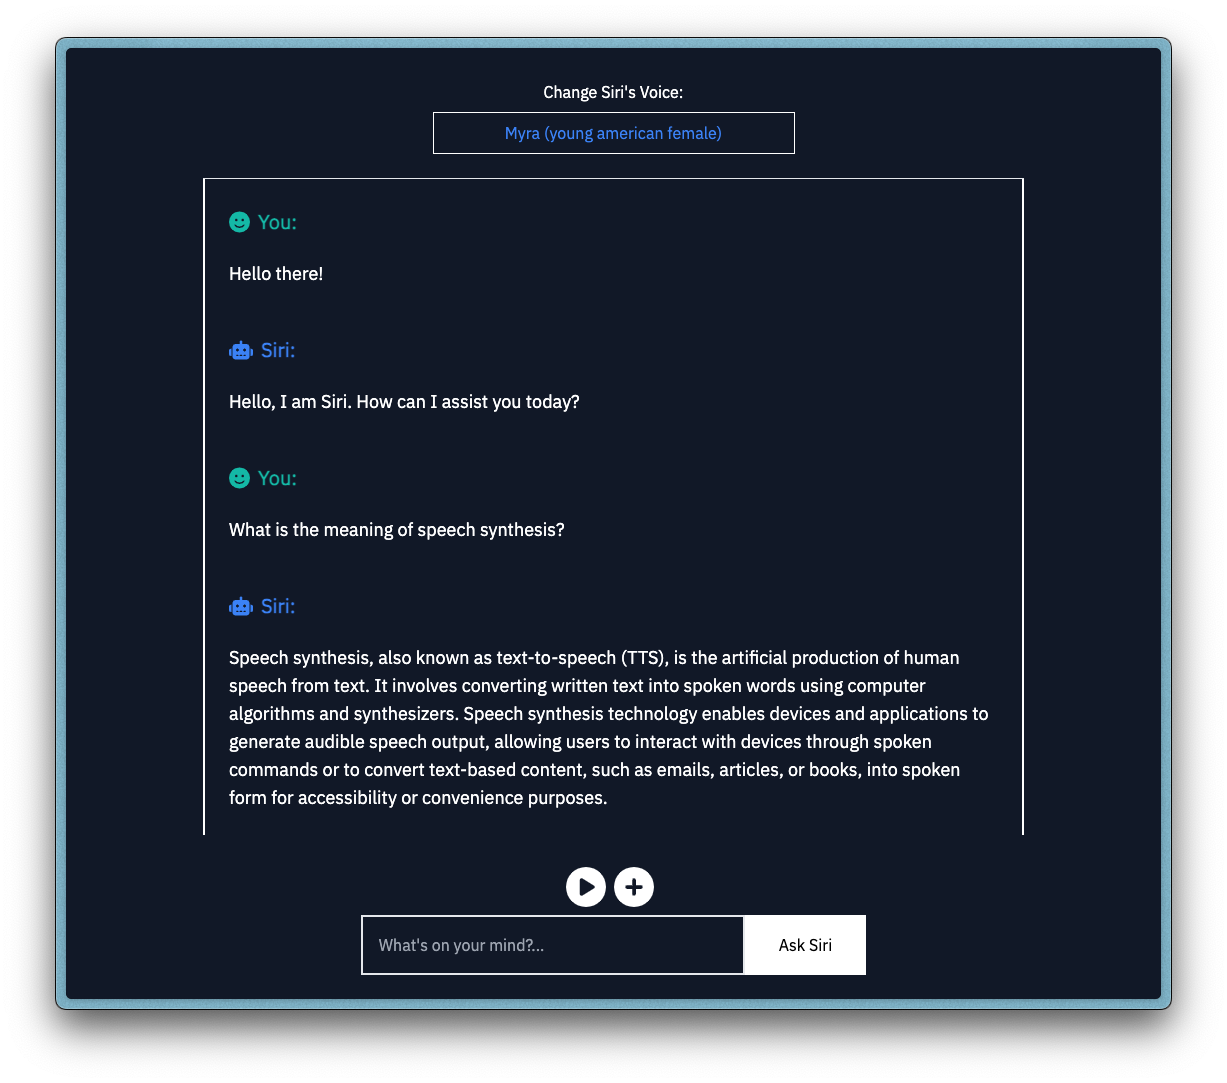 Change Siri's Voice:
Myra (young american female)
You:
Hello there!
Siri:
Hello, I am Siri. How can I assist you today?
You:
What is the meaning of speech synthesis?
Siri:
Speech synthesis, also known as text-to-speech (TTS), is the artificial production of human
speech from text. It involves converting written text into spoken words using computer
algorithms and synthesizers. Speech synthesis technology enables devices and applications to
generate audible speech output, allowing users to interact with devices through spoken
commands or to convert text-based content, such as emails, articles, or books, into spoken
form for accessibility or convenience purposes.
What's on your mind?...
Ask Siri